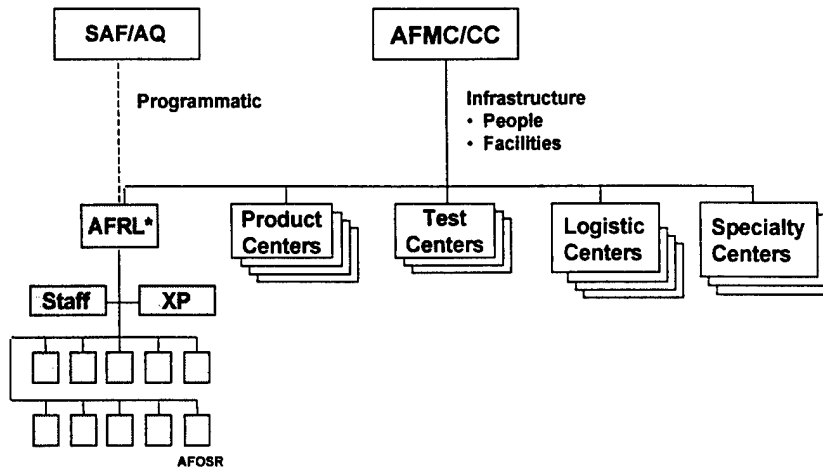 SAF/AQ
AFMC/CC
Programmatic
Infrastructure
• People
• Facilities
AFRL*
Product
Centers
Test
Centers
Logistic
Centers
Specialty
Centers
Staff
XP
AFOSR